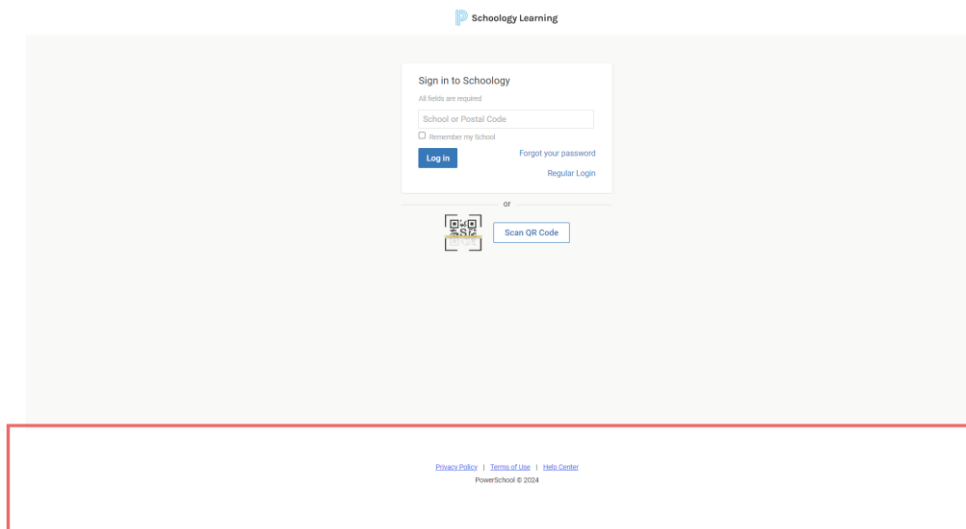 Schoology Learning
Sign in to Schoology
All fields are required
School or Postal Code
Remember my School
Log in
Forgot your password
Regular Login
or
Scan QR Code
Privacy Policy | Terms of Use | Help Center
PowerSchool © 2024